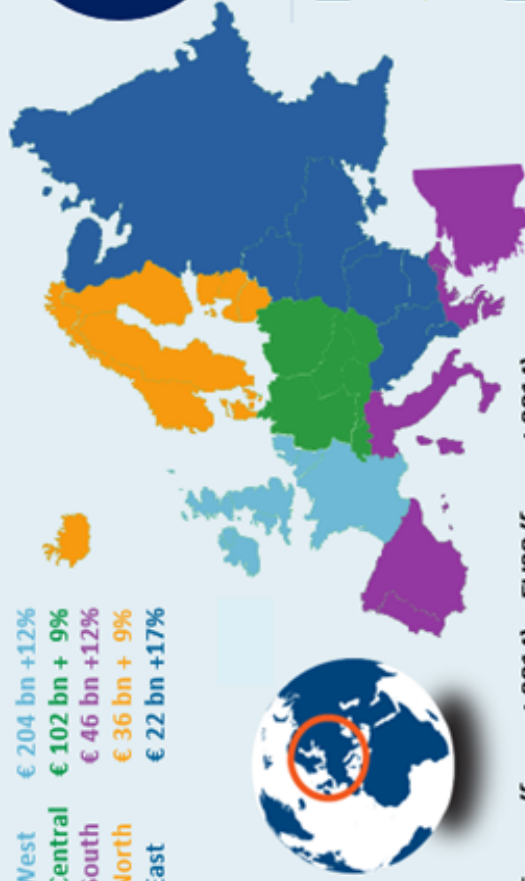 West € 204 bn +12%
Central € 102 bn + 9%
South € 46 bn +12%
North € 36 bn + 9%
East € 22 bn +17%